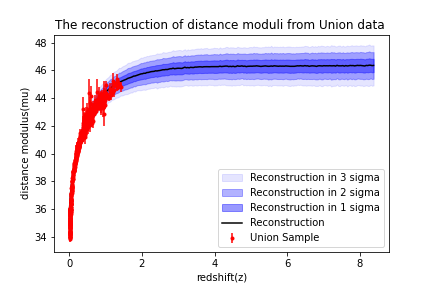 The reconstruction of distance moduli from Union data
distance modulus(mu)
48
46
44
42
40
38
36
34
Reconstruction in 3 sigma
Reconstruction in 2 sigma
Reconstruction in 1 sigma
Reconstruction
Union Sample
0
2
4
6
8
redshift(z)